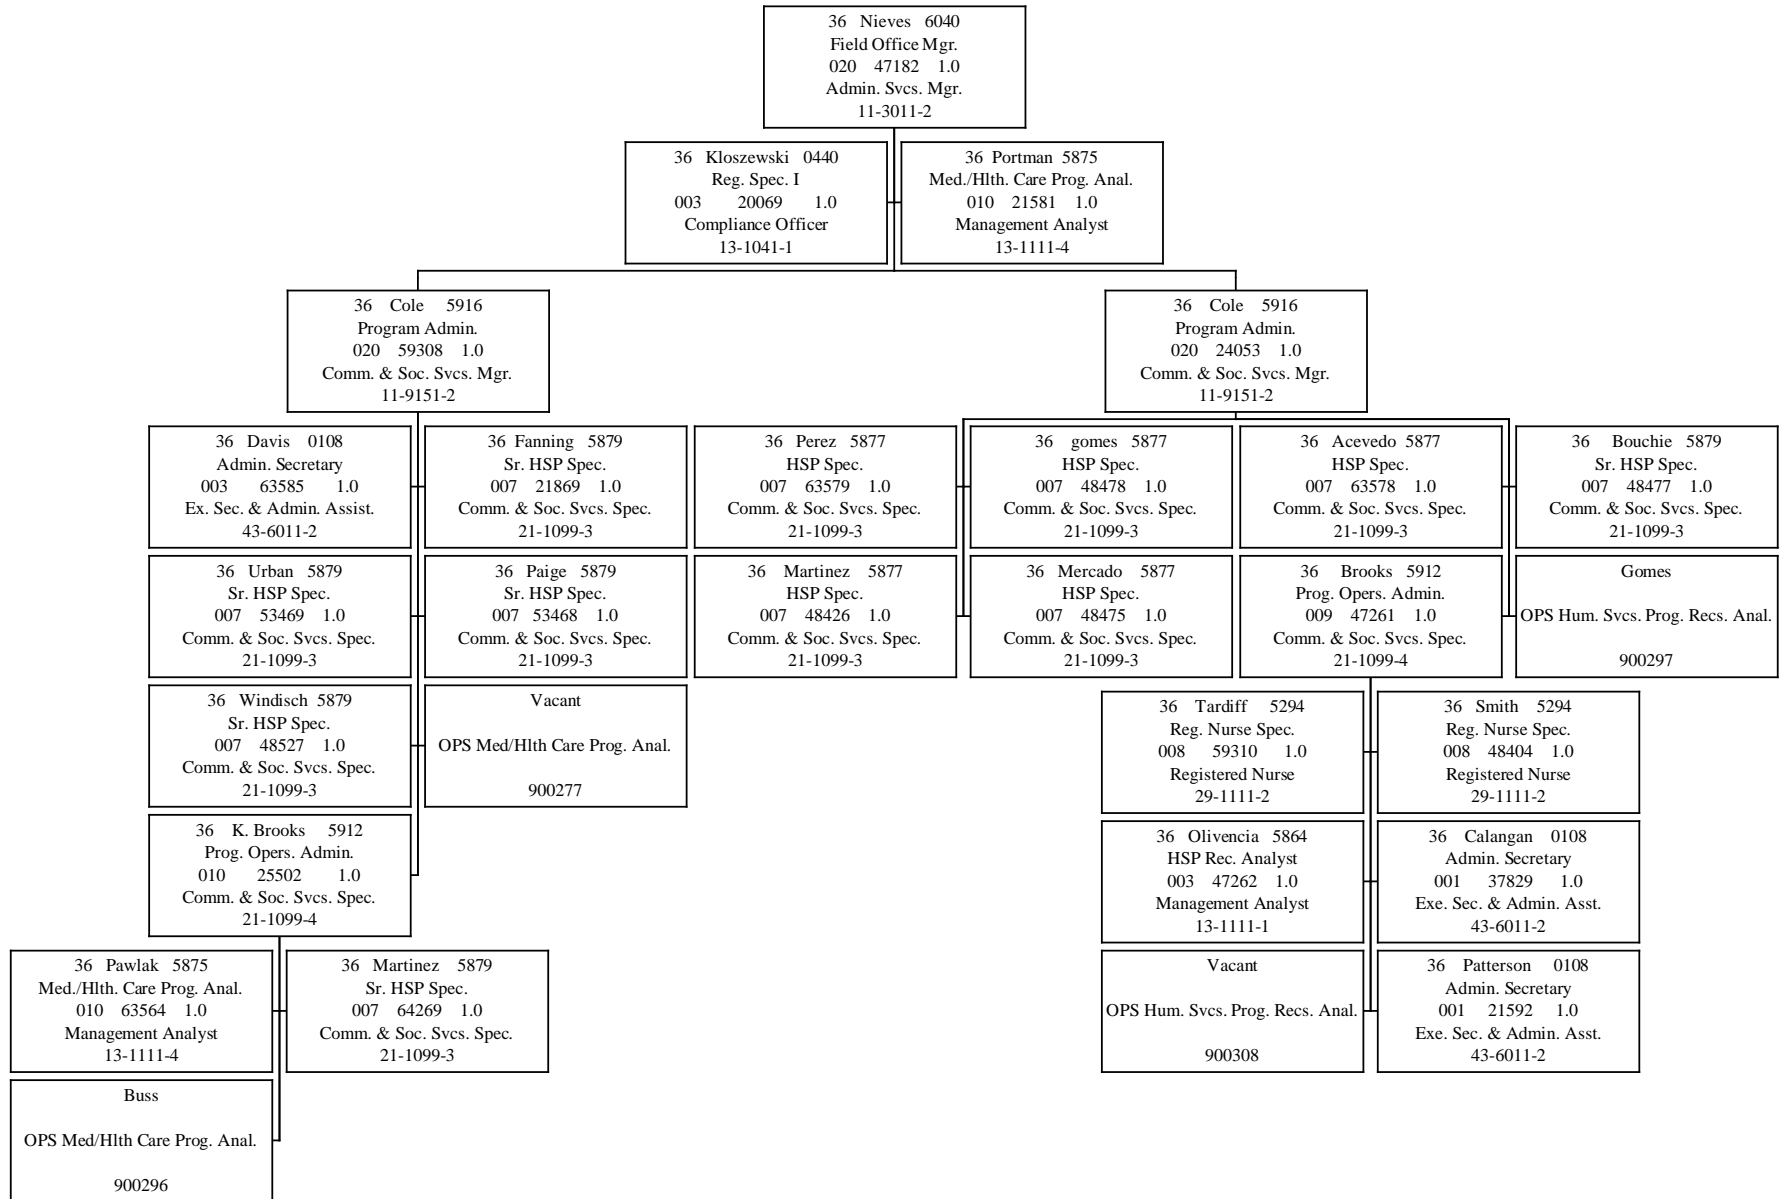 36 Nieves 6040
Field Office Mgr.
020 47182 1.0
Admin. Svcs. Mgr.
11-3011-2
36 Kloszewski 0440
Reg. Spec. I
003 20069 1.0
Compliance Officer
13-1041-1
36 Portman 5875
Med./Hlth. Care Prog. Anal.
010 21581 1.0
Management Analyst
13-1111-4
36 Cole 5916
Program Admin.
020 59308 1.0
Comm. & Soc. Svcs. Mgr.
11-9151-2
36 Cole 5916
Program Admin.
020 24053 1.0
Comm. & Soc. Svcs. Mgr.
11-9151-2
36 Davis 0108
Admin. Secretary
003 63585 1.0
Ex. Sec. & Admin. Assist.
43-6011-2
36 Fanning 5879
Sr. HSP Spec.
007 21869 1.0
Comm. & Soc. Svcs. Spec.
21-1099-3
36 Perez 5877
HSP Spec.
007 63579 1.0
Comm. & Soc. Svcs. Spec.
21-1099-3
36 gomes 5877
HSP Spec.
007 48478 1.0
Comm. & Soc. Svcs. Spec.
21-1099-3
36 Acevedo 5877
HSP Spec.
007 63578 1.0
Comm. & Soc. Svcs. Spec.
21-1099-3
36 Bouchie 5879
Sr. HSP Spec.
007 48477 1.0
Comm. & Soc. Svcs. Spec.
21-1099-3
36 Urban 5879
Sr. HSP Spec.
007 53469 1.0
Comm. & Soc. Svcs. Spec.
21-1099-3
36 Paige 5879
Sr. HSP Spec.
007 53468 1.0
Comm. & Soc. Svcs. Spec.
21-1099-3
36 Martinez 5877
HSP Spec.
007 48426 1.0
Comm. & Soc. Svcs. Spec.
21-1099-3
36 Mercado 5877
HSP Spec.
007 48475 1.0
Comm. & Soc. Svcs. Spec.
21-1099-3
36 Brooks 5912
Prog. Opers. Admin.
009 47261 1.0
Comm. & Soc. Svcs. Spec.
21-1099-4
Gomes
OPS Hum. Svcs. Prog. Recs. Anal.
900297
36 Windisch 5879
Sr. HSP Spec.
007 48527 1.0
Comm. & Soc. Svcs. Spec.
21-1099-3
Vacant
OPS Med/Hlth Care Prog. Anal.
900277
36 Tardiff 5294
Reg. Nurse Spec.
008 59310 1.0
Registered Nurse
29-1111-2
36 Smith 5294
Reg. Nurse Spec.
008 48404 1.0
Registered Nurse
29-1111-2
36 K. Brooks 5912
Prog. Opers. Admin.
010 25502 1.0
Comm. & Soc. Svcs. Spec.
21-1099-4
36 Olivencia 5864
HSP Rec. Analyst
003 47262 1.0
Management Analyst
13-1111-1
36 Calangan 0108
Admin. Secretary
001 37829 1.0
Exe. Sec. & Admin. Asst.
43-6011-2
36 Pawlak 5875
Med./Hlth. Care Prog. Anal.
010 63564 1.0
Management Analyst
13-1111-4
36 Martinez 5879
Sr. HSP Spec.
007 64269 1.0
Comm. & Soc. Svcs. Spec.
21-1099-3
Vacant
OPS Hum. Svcs. Prog. Recs. Anal.
900308
36 Patterson 0108
Admin. Secretary
001 21592 1.0
Exe. Sec. & Admin. Asst.
43-6011-2
Buss
OPS Med/Hlth Care Prog. Anal.
900296